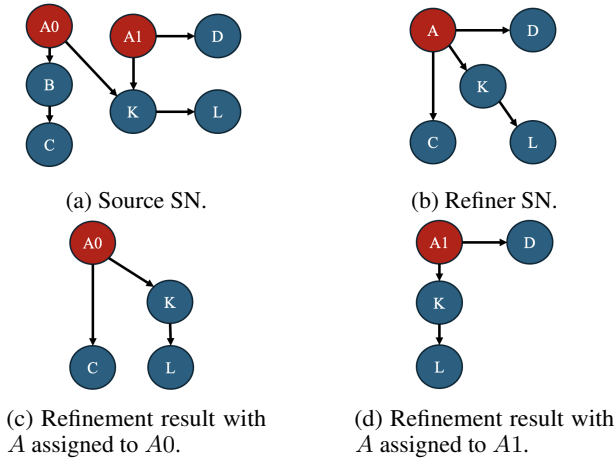 A0
A1
D
B
K
L
C
(a) Source SN.
A
D
K
C
L
(b) Refiner SN.
A0
K
C
L
(c) Refinement result with
A assigned to A0.
A1
D
K
L
(d) Refinement result with
A assigned to A1.